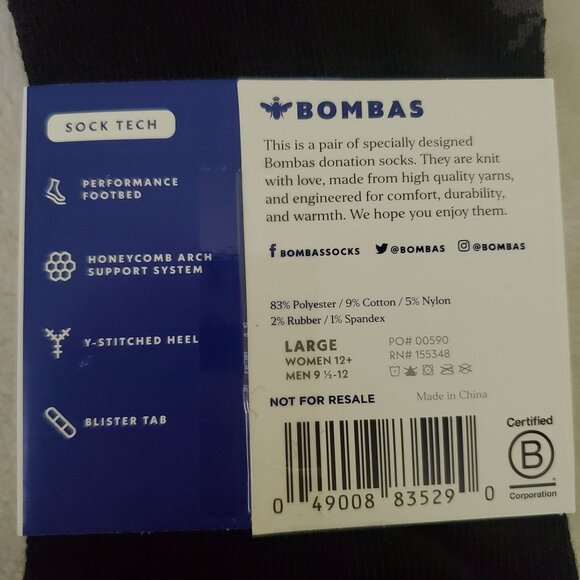 SOCK TECH
PERFORMANCE
FOOTBED
HONEYCOMB ARCH
SUPPORT SYSTEM
Y-STITCHED HEEL
BLISTER TAB
BOMBAS
This is a pair of specially designed
Bombas donation socks. They are knit
with love, made from high quality yarns,
and engineered for comfort, durability,
and warmth. We hope you enjoy them.
f BOMBASSOCKS @BOMBAS @BOMBAS
83% Polyester / 9% Cotton / 5% Nylon
2% Rubber / 1% Spandex
LARGE
WOMEN 12+
MEN 9 ½-12
PO# 00590
RN# 155348
NOT FOR RESALE
Made in China
0 49008 83529 0
Certified
B
Corporation